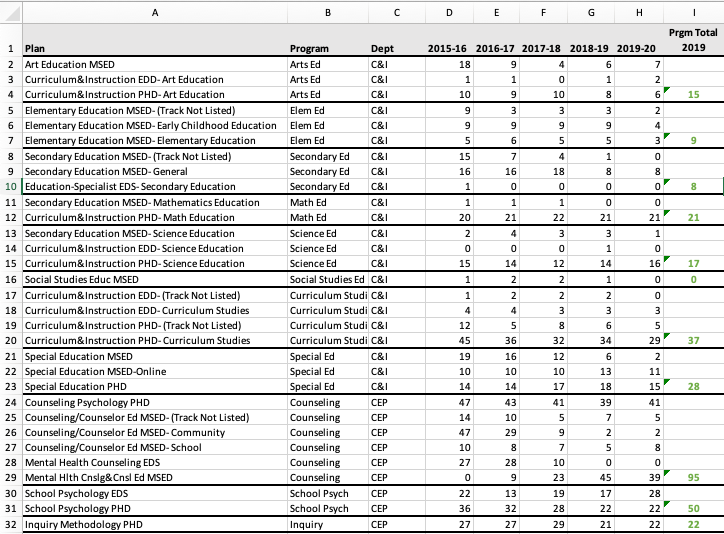 A B C D E F G H I
Prgm Total
1 Plan Program Dept 2015-16 2016-17 2017-18 2018-19 2019-20 2019
2 Art Education MSED Arts Ed C&I 18 9 4 6 7
3 Curriculum&Instruction EDD- Art Education Arts Ed C&I 1 1 0 1 2
4 Curriculum&Instruction PHD- Art Education Arts Ed C&I 10 9 10 8 6 15
5 Elementary Education MSED- (Track Not Listed) Elem Ed C&I 9 3 3 3 2
6 Elementary Education MSED- Early Childhood Education Elem Ed C&I 9 9 9 9 4
7 Elementary Education MSED- Elementary Education Elem Ed C&I 5 6 5 5 3 9
8 Secondary Education MSED- (Track Not Listed) Secondary Ed C&I 15 7 4 1 0
9 Secondary Education MSED- General Secondary Ed C&I 16 16 18 8 8
10 Education-Specialist EDS- Secondary Education Secondary Ed C&I 1 0 0 0 0 8
11 Secondary Education MSED- Mathematics Education Math Ed C&I 1 1 1 0 0
12 Curriculum&Instruction PHD- Math Education Math Ed C&I 20 21 22 21 21 21
13 Secondary Education MSED- Science Education Science Ed C&I 2 4 3 3 1
14 Curriculum&Instruction EDD- Science Education Science Ed C&I 0 0 0 1 0
15 Curriculum&Instruction PHD- Science Education Science Ed C&I 15 14 12 14 16 17
16 Social Studies Educ MSED Social Studies Ed C&I 1 2 2 1 0 0
17 Curriculum&Instruction EDD- (Track Not Listed) Curriculum Studi C&I 1 2 2 2 0
18 Curriculum&Instruction EDD- Curriculum Studies Curriculum Studi C&I 4 4 3 3 3
19 Curriculum&Instruction PHD- (Track Not Listed) Curriculum Studi C&I 12 5 8 6 5
20 Curriculum&Instruction PHD- Curriculum Studies Curriculum Studi C&I 45 36 32 34 29 37
21 Special Education MSED Special Ed C&I 19 16 12 6 2
22 Special Education MSED-Online Special Ed C&I 10 10 10 13 11
23 Special Education PHD Special Ed C&I 14 14 17 18 15 28
24 Counseling Psychology PHD Counseling CEP 47 43 41 39 41
25 Counseling/Counselor Ed MSED- (Track Not Listed) Counseling CEP 14 10 5 7 5
26 Counseling/Counselor Ed MSED- Community Counseling CEP 47 29 9 2 2
27 Counseling/Counselor Ed MSED- School Counseling CEP 10 8 7 5 8
28 Mental Health Counseling EDS Counseling CEP 27 28 10 0 0
29 Mental Hlth Cnslg&Cnsl Ed MSED Counseling CEP 0 9 23 45 39 95
30 School Psychology EDS School Psych CEP 22 13 19 17 28
31 School Psychology PHD School Psych CEP 36 32 28 22 22 50
32 Inquiry Methodology PHD Inquiry CEP 27 27 29 21 22 22